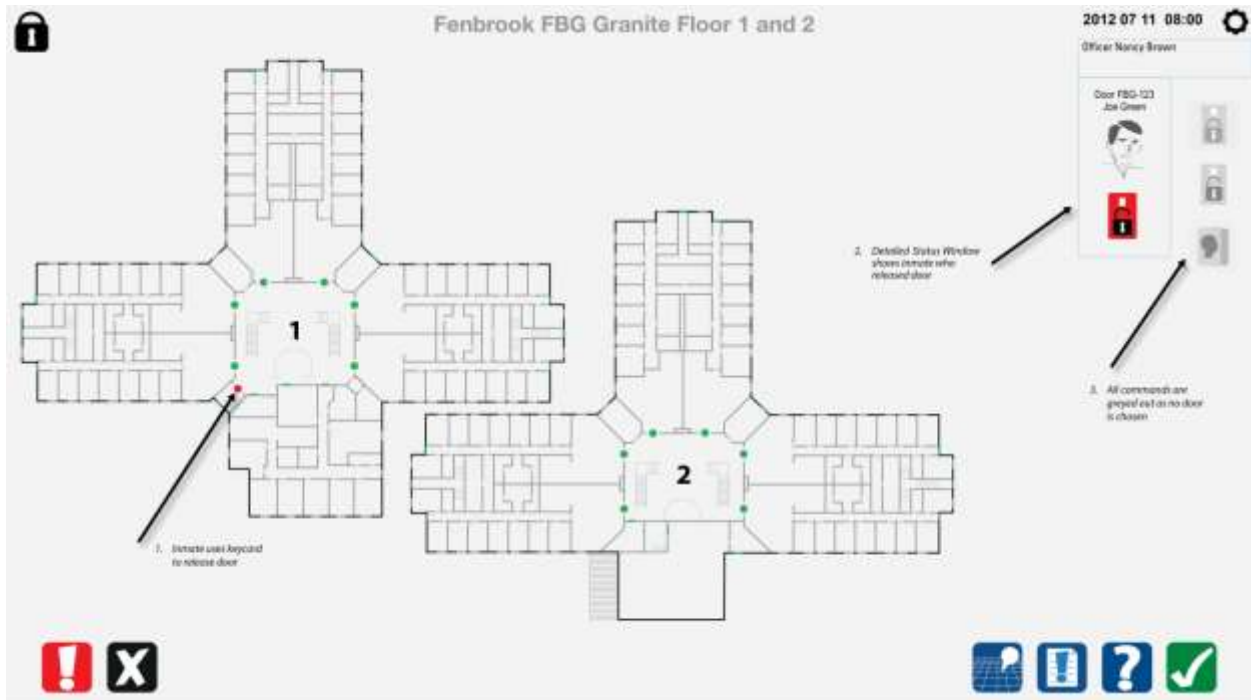 Fenbrook FBG Granite Floor 1 and 2
2012 07 11 08:00
Officer Nancy Brown
Door FBG-123
Joe Green
1
2. Detailed Status Window
shows inmate who
released door
2
3. All commands are
greyed out as no door
is chosen
1. Inmate uses keycard
to release door